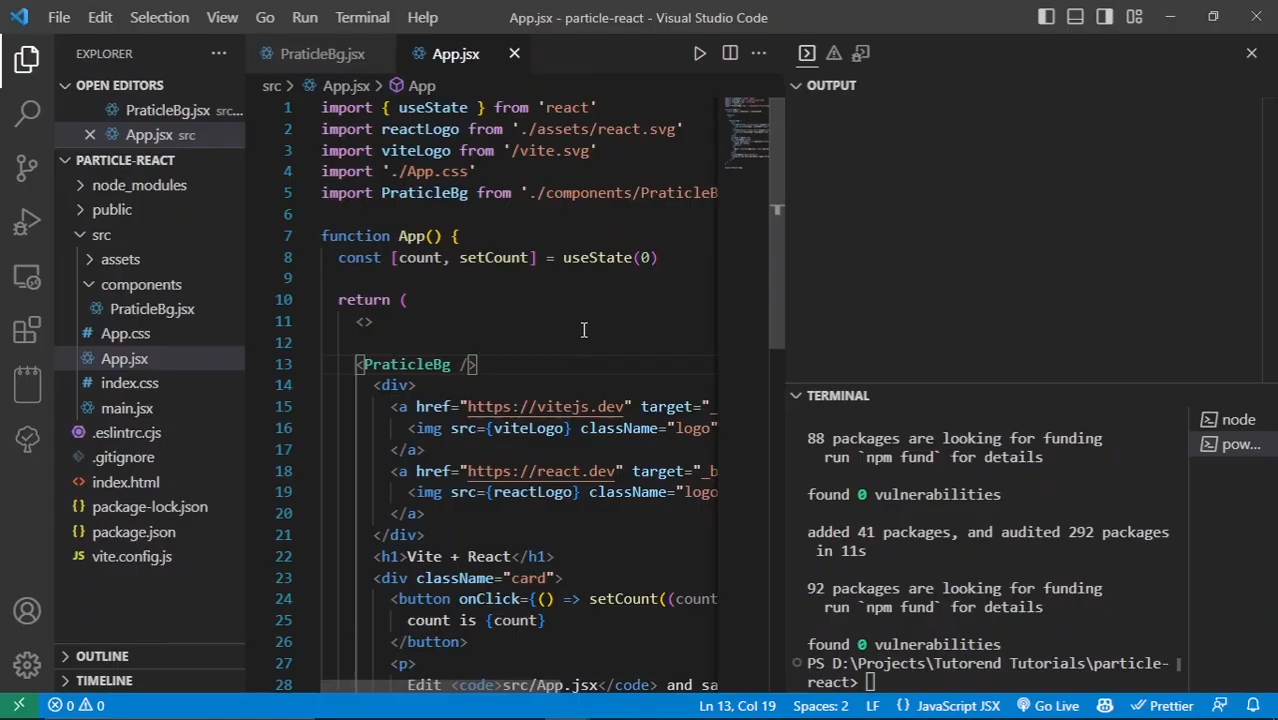 File Edit Selection View Go Run Terminal Help App.jsx - particle-react - Visual Studio Code
EXPLORER
OPEN EDITORS
PraticleBg.jsx src...
App.jsx src
PARTICLE-REACT
node_modules
public
src
assets
components
PraticleBg.jsx
App.css
App.jsx
index.css
main.jsx
.eslintrc.cjs
.gitignore
index.html
package-lock.json
package.json
vite.config.js
OUTLINE
TIMELINE
PraticleBg.jsx App.jsx
src > App.jsx > App
1 import { useState } from 'react'
2 import reactLogo from './assets/react.svg'
3 import viteLogo from '/vite.svg'
4 import './App.css'
5 import PraticleBg from './components/PraticleB
6
7 function App() {
8 const [count, setCount] = useState(0)
9
10 return (
11 <>
12
13 <PraticleBg />
14 <div>
15 <a href="https://vitejs.dev" target="_
16 <img src={viteLogo} className="logo"
17 </a>
18 <a href="https://react.dev" target="_b
19 <img src={reactLogo} className="logo
20 </a>
21 </div>
22 <h1>Vite + React</h1>
23 <div className="card">
24 <button onClick={() => setCount((count
25 count is {count}
26 </button>
27 <p>
28 Edit <code>src/App.jsx</code> and sa
OUTPUT
TERMINAL
88 packages are looking for funding
run `npm fund` for details
found 0 vulnerabilities
added 41 packages, and audited 292 packages
in 11s
92 packages are looking for funding
run `npm fund` for details
found 0 vulnerabilities
PS D:\Projects\Tutorend Tutorials\particle-
react>
node
pow...
0 0 Ln 13, Col 19 Spaces: 2 LF {} JavaScript JSX Go Live Prettier